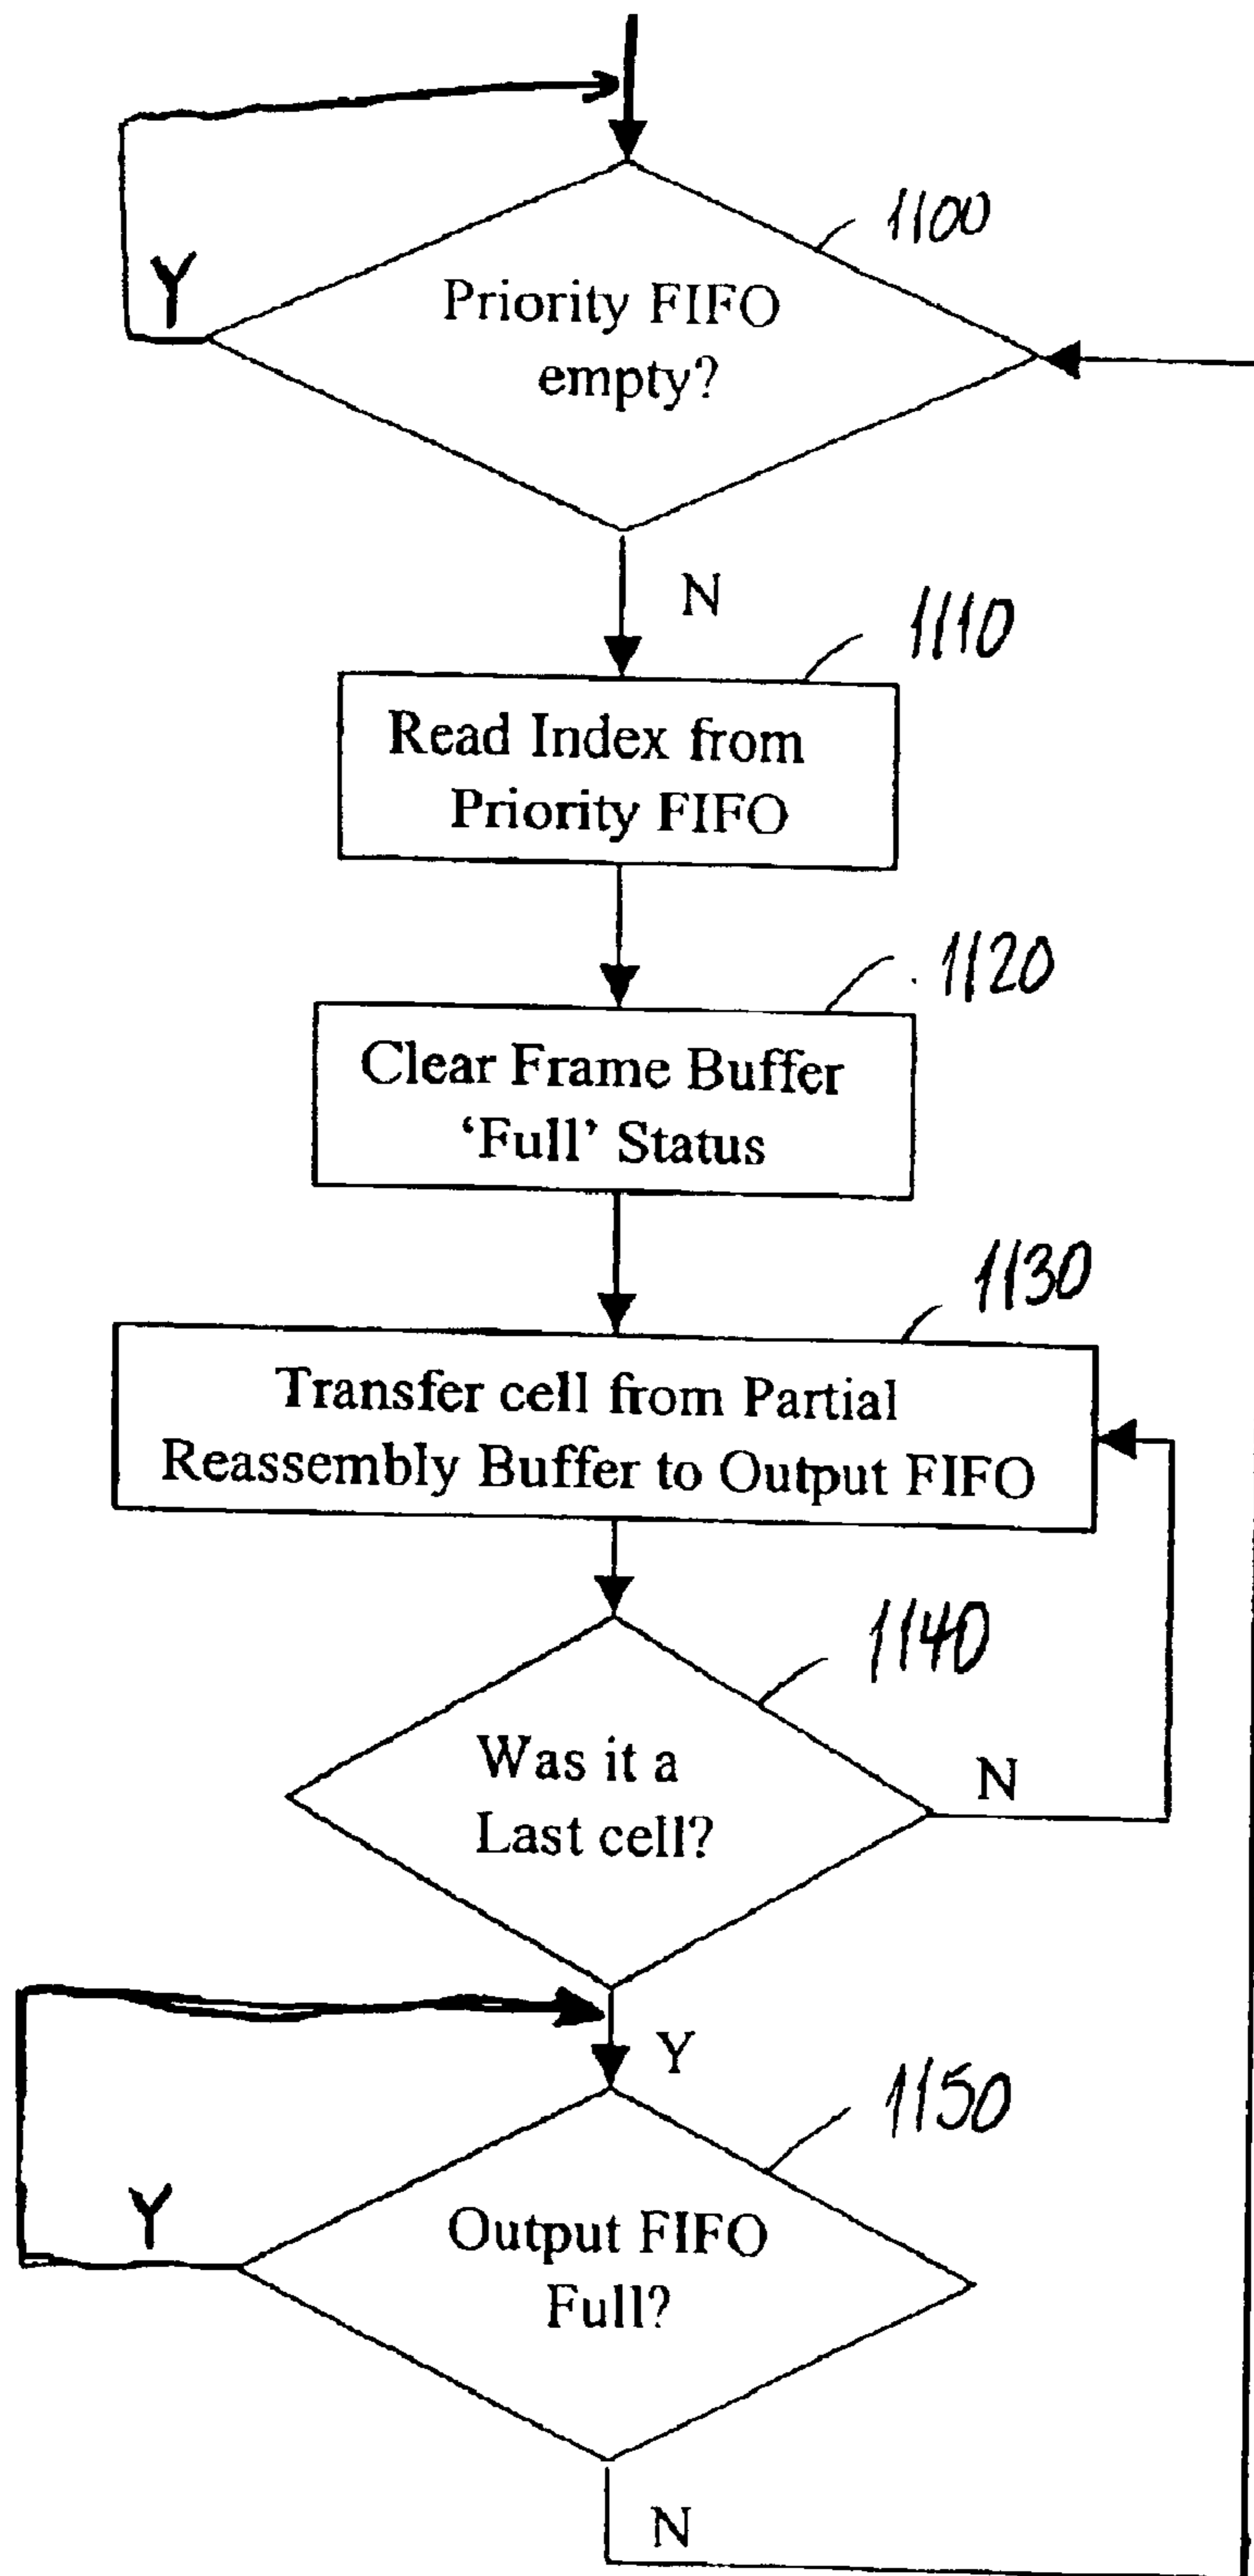 1100
Y
Priority FIFO
empty?
N
1110
Read Index from
Priority FIFO
1120
Clear Frame Buffer
‘Full’ Status
1130
Transfer cell from Partial
Reassembly Buffer to Output FIFO
1140
Was it a
Last cell?
N
Y
1150
Y
Output FIFO
Full?
N